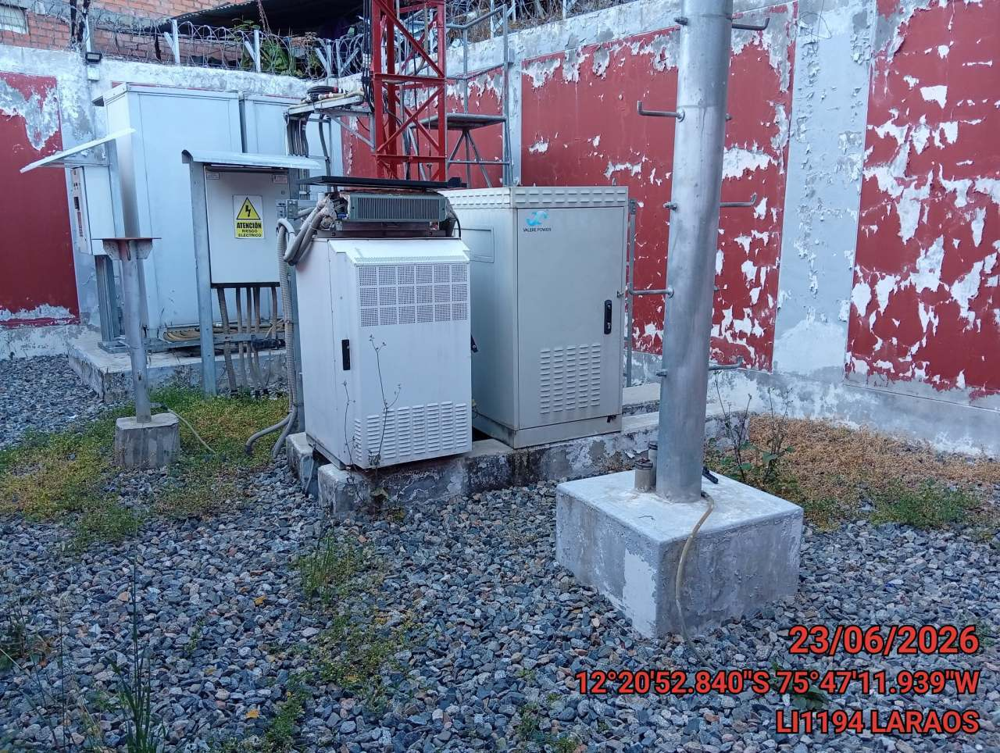 ATENCIÓN
RIESGO
ELÉCTRICO
VALERE POWER
23/06/2026
12°20'52.840"S 75°47'11.939"W
LI1194 LARAOS